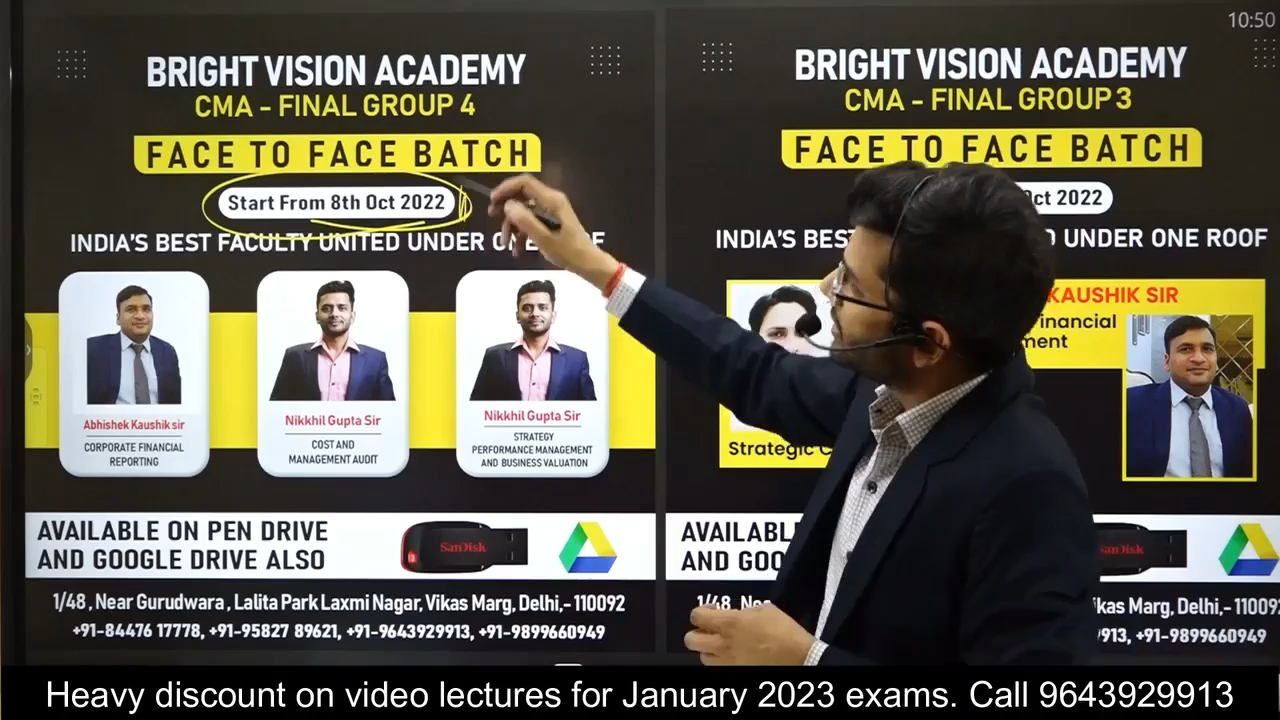 10:50
BRIGHT VISION ACADEMY
CMA - FINAL GROUP 4
FACE TO FACE BATCH
Start From 8th Oct 2022
INDIA'S BEST FACULTY UNITED UNDER ONE ROOF
Abhishek Kaushik sir
CORPORATE FINANCIAL
REPORTING
Nikkhil Gupta Sir
COST AND
MANAGEMENT AUDIT
Nikkhil Gupta Sir
STRATEGY
PERFORMANCE MANAGEMENT
AND BUSINESS VALUATION
AVAILABLE ON PEN DRIVE
AND GOOGLE DRIVE ALSO
SanDisk
1/48, Near Gurudwara, Lalita Park Laxmi Nagar, Vikas Marg, Delhi,- 110092
+91-84476 17778, +91-95827 89621, +91-9643929913, +91-9899660949
BRIGHT VISION ACADEMY
CMA - FINAL GROUP 3
FACE TO FACE BATCH
Oct 2022
INDIA'S BEST UNDER ONE ROOF
KAUSHIK SIR
Financial
Strategic
AND
SanDisk
1/48, Marg, Delhi,-
+91-9899660949
Heavy discount on video lectures for January 2023 exams. Call 9643929913